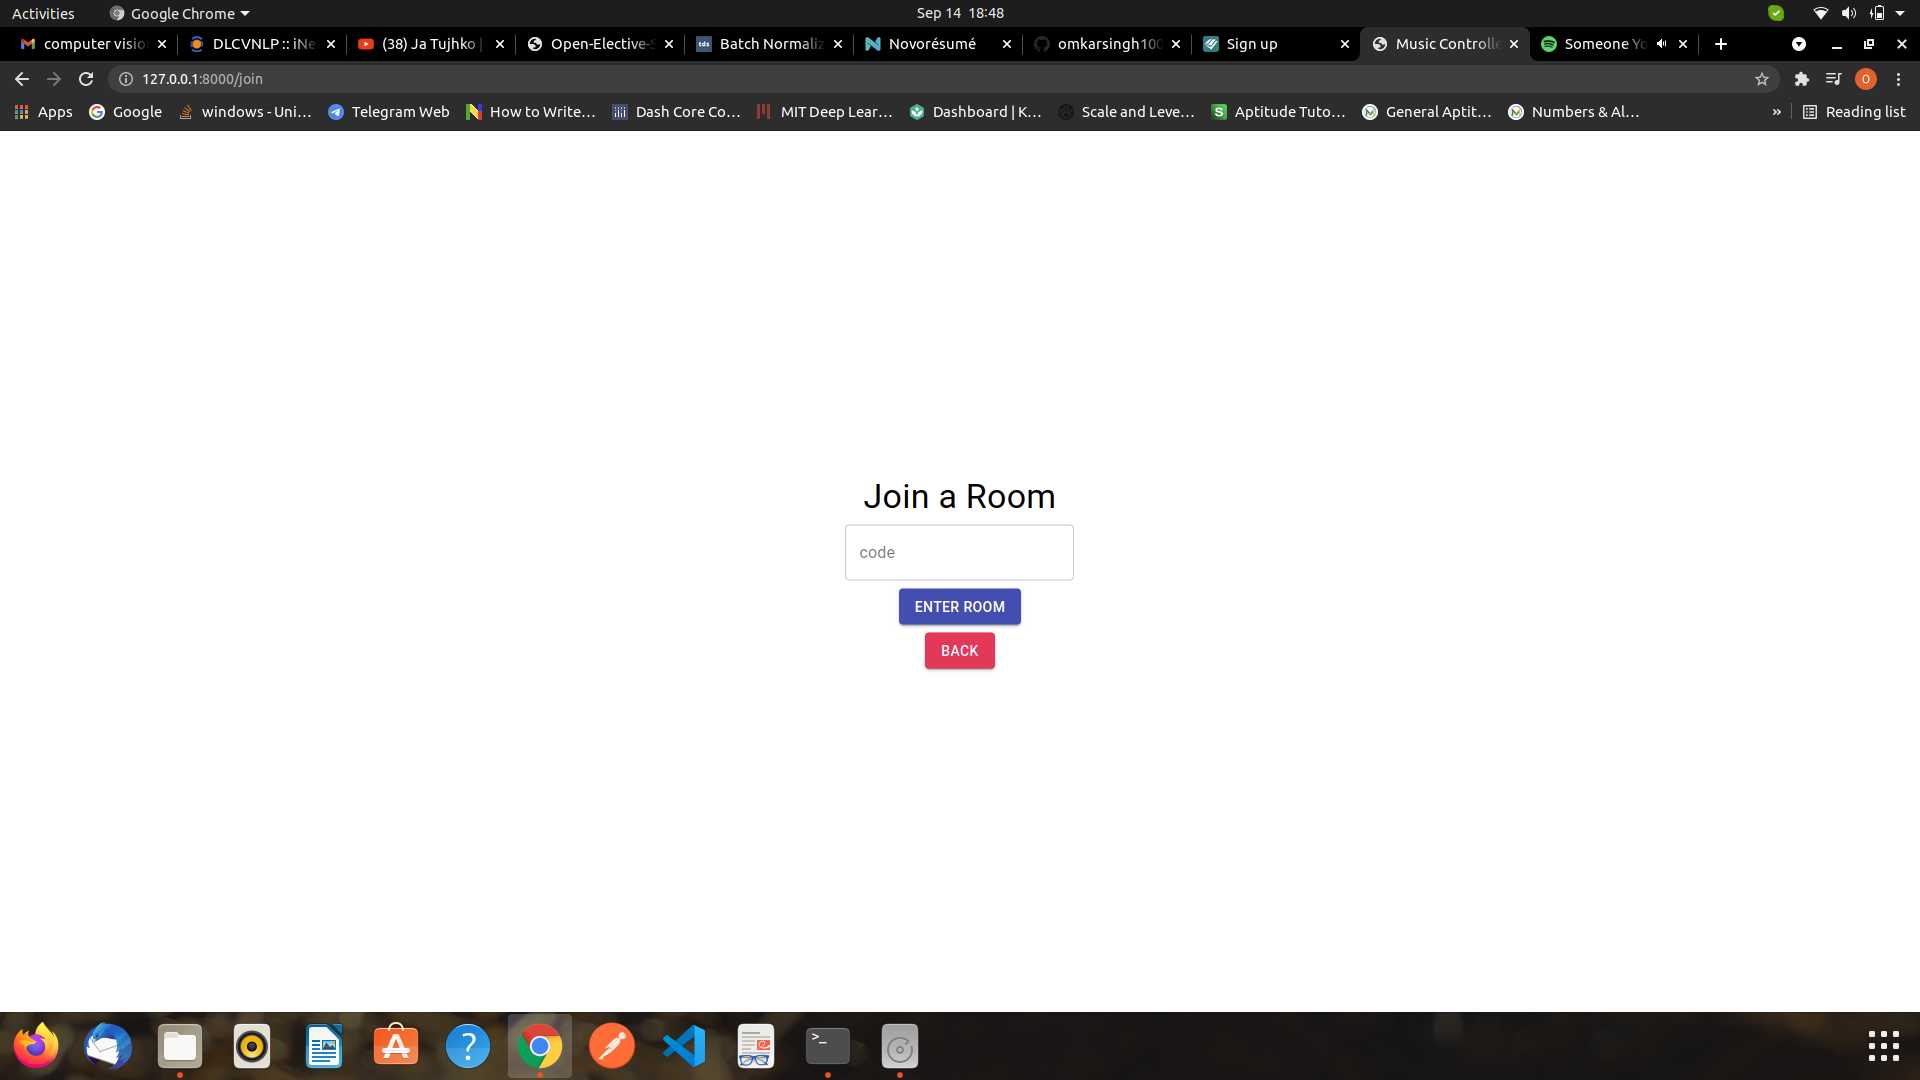 Activities
Google Chrome
Sep 14 18:48
computer visio
DLCVNLP :: iNe
(38) Ja Tujhko |
Open-Elective-S
tds
Batch Normaliz
Novorésumé
omkarsingh100
Sign up
Music Controlle
Someone Yo
127.0.0.1:8000/join
O
Apps
Google
windows - Uni...
Telegram Web
How to Write...
Dash Core Co...
MIT Deep Lear...
Dashboard | K...
Scale and Leve...
S
Aptitude Tuto...
General Aptit...
Numbers & Al...
»
Reading list
Join a Room
code
ENTER ROOM
BACK
?
>_